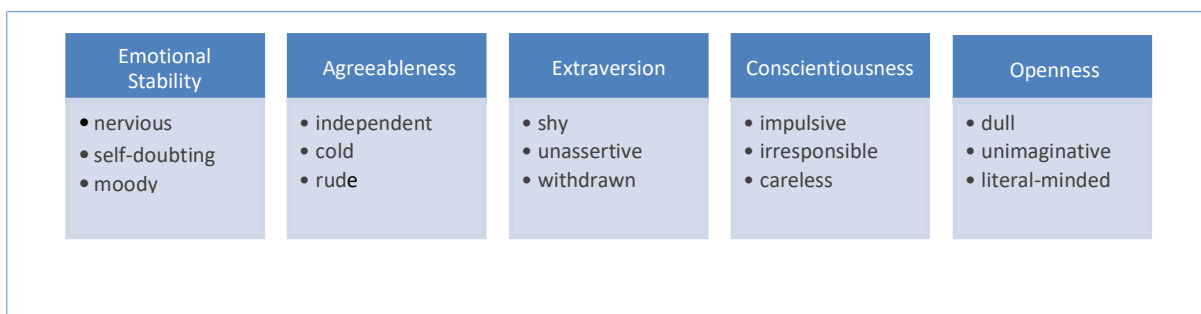 Emotional
Stability
• nervious
• self-doubting
• moody
Agreeableness
• independent
• cold
• rude
Extraversion
• shy
• unassertive
• withdrawn
Conscientiousness
• impulsive
• irresponsible
• careless
Openness
• dull
• unimaginative
• literal-minded